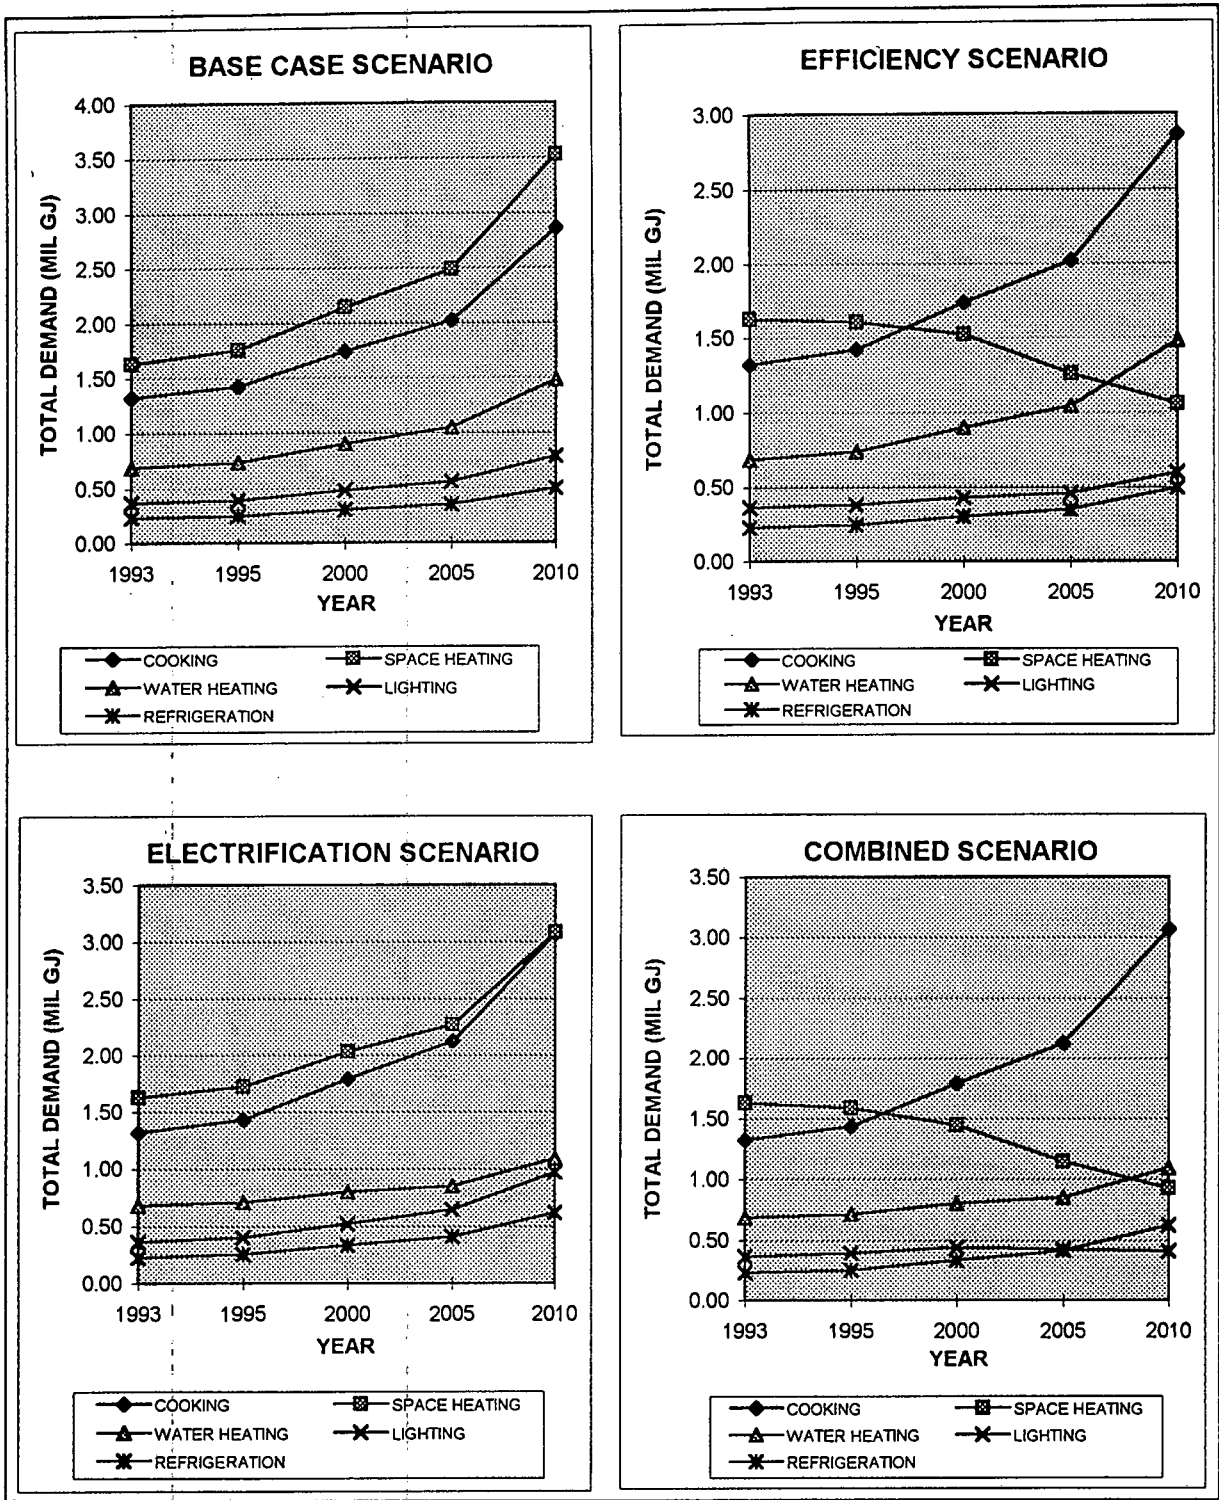 BASE CASE SCENARIO
4.00
3.50
3.00
2.50
2.00
1.50
1.00
0.50
0.00
TOTAL DEMAND (MIL GJ)
1993 1995 2000 2005 2010
YEAR
COOKING SPACE HEATING
WATER HEATING LIGHTING
REFRIGERATION
EFFICIENCY SCENARIO
3.00
2.50
2.00
1.50
1.00
0.50
0.00
TOTAL DEMAND (MIL GJ)
1993 1995 2000 2005 2010
YEAR
COOKING SPACE HEATING
WATER HEATING LIGHTING
REFRIGERATION
ELECTRIFICATION SCENARIO
3.50
3.00
2.50
2.00
1.50
1.00
0.50
0.00
TOTAL DEMAND (MIL GJ)
1993 1995 2000 2005 2010
YEAR
COOKING SPACE HEATING
WATER HEATING LIGHTING
REFRIGERATION
COMBINED SCENARIO
3.50
3.00
2.50
2.00
1.50
1.00
0.50
0.00
TOTAL DEMAND (MIL GJ)
1993 1995 2000 2005 2010
YEAR
COOKING SPACE HEATING
WATER HEATING LIGHTING
REFRIGERATION